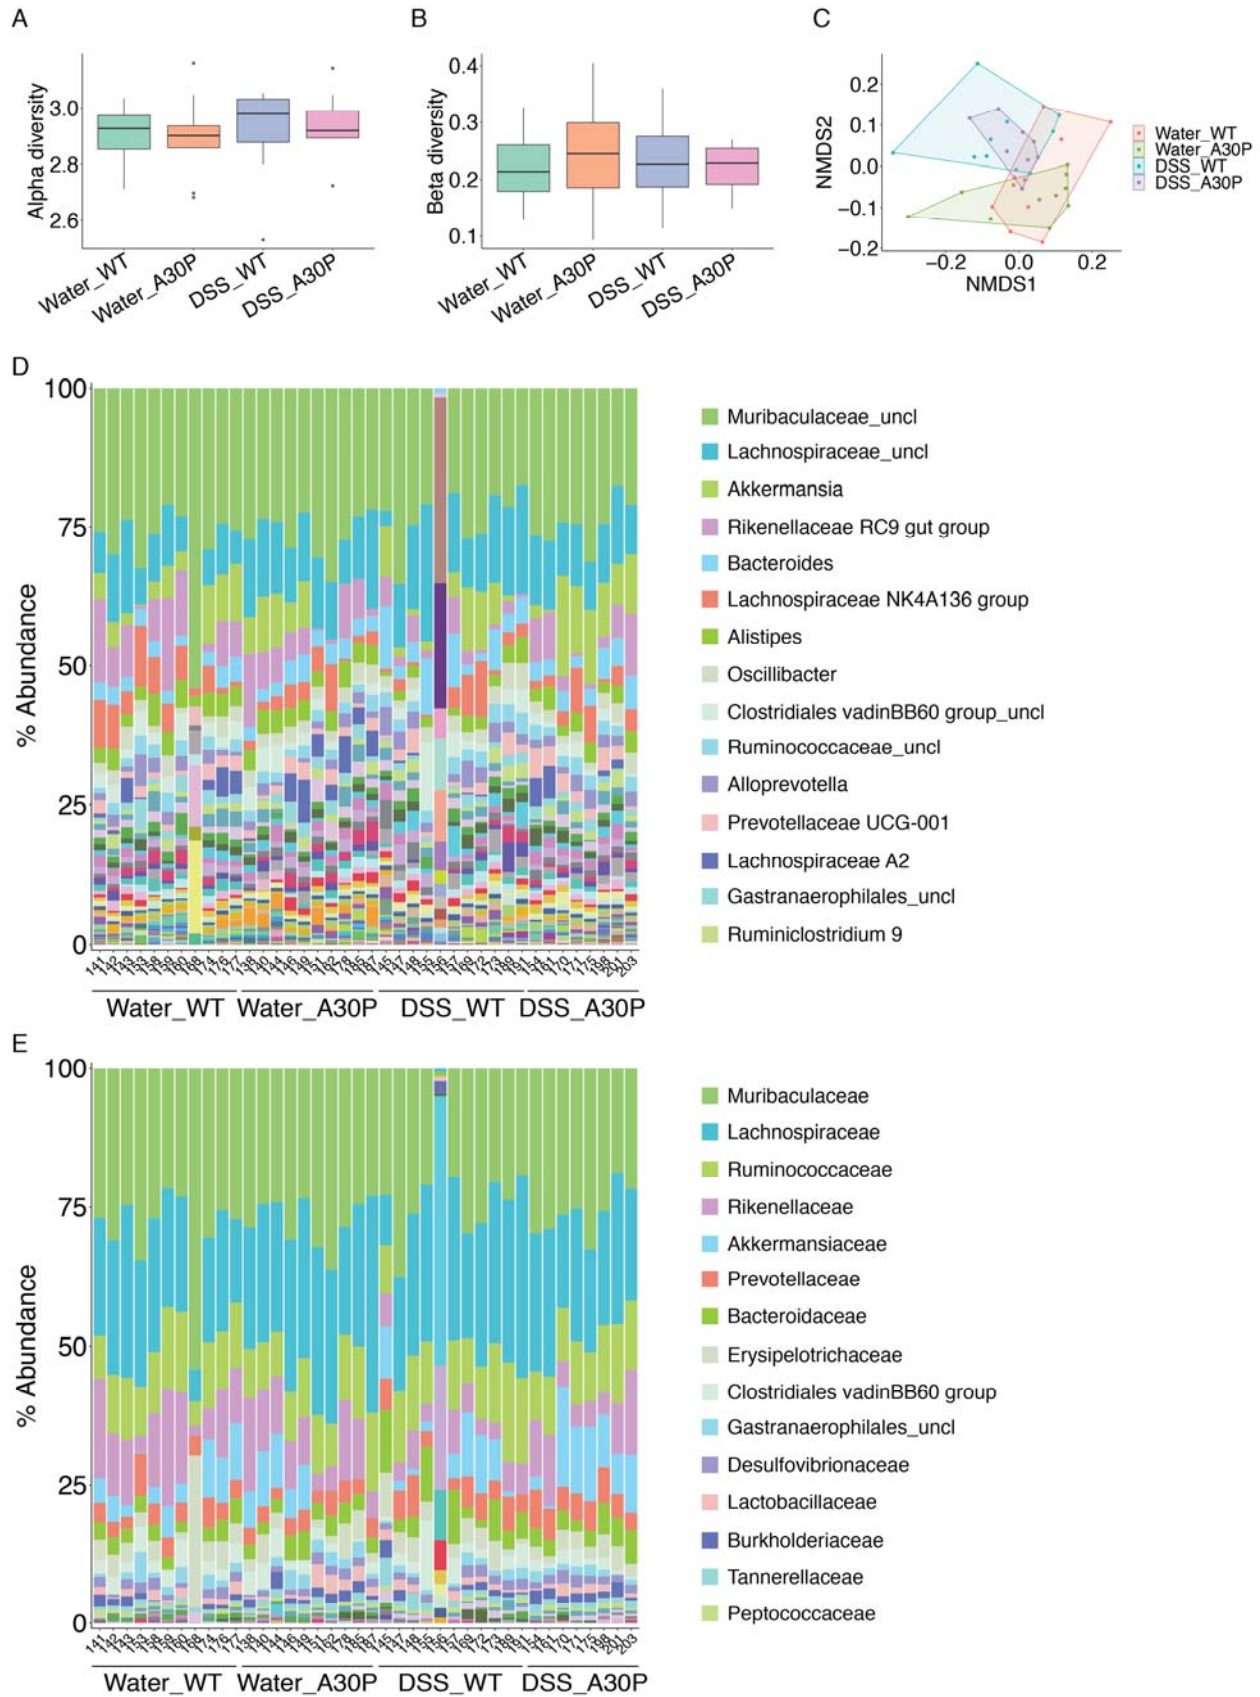 A
B
C
Alpha diversity
3.0
2.8
2.6
Water_WT
Water_A30P
DSS_WT
DSS_A30P
Beta diversity
0.4
0.3
0.2
0.1
Water_WT
Water_A30P
DSS_WT
DSS_A30P
NMDS2
0.2
0.1
0.0
−0.1
−0.2
−0.2
0.0
0.2
NMDS1
Water_WT
Water_A30P
DSS_WT
DSS_A30P
D
% Abundance
100
75
50
25
0
Water_WT
Water_A30P
DSS_WT
DSS_A30P
Muribaculaceae_uncl
Lachnospiraceae_uncl
Akkermansia
Rikenellaceae RC9 gut group
Bacteroides
Lachnospiraceae NK4A136 group
Alistipes
Oscillibacter
Clostridiales vadinBB60 group_uncl
Ruminococcaceae_uncl
Alloprevotella
Prevotellaceae UCG-001
Lachnospiraceae A2
Gastranaerophilales_uncl
Ruminiclostridium 9
E
% Abundance
100
75
50
25
0
Water_WT
Water_A30P
DSS_WT
DSS_A30P
Muribaculaceae
Lachnospiraceae
Ruminococcaceae
Rikenellaceae
Akkermansiaceae
Prevotellaceae
Bacteroidaceae
Erysipelotrichaceae
Clostridiales vadinBB60 group
Gastranaerophilales_uncl
Desulfovibrionaceae
Lactobacillaceae
Burkholderiaceae
Tannerellaceae
Peptococcaceae